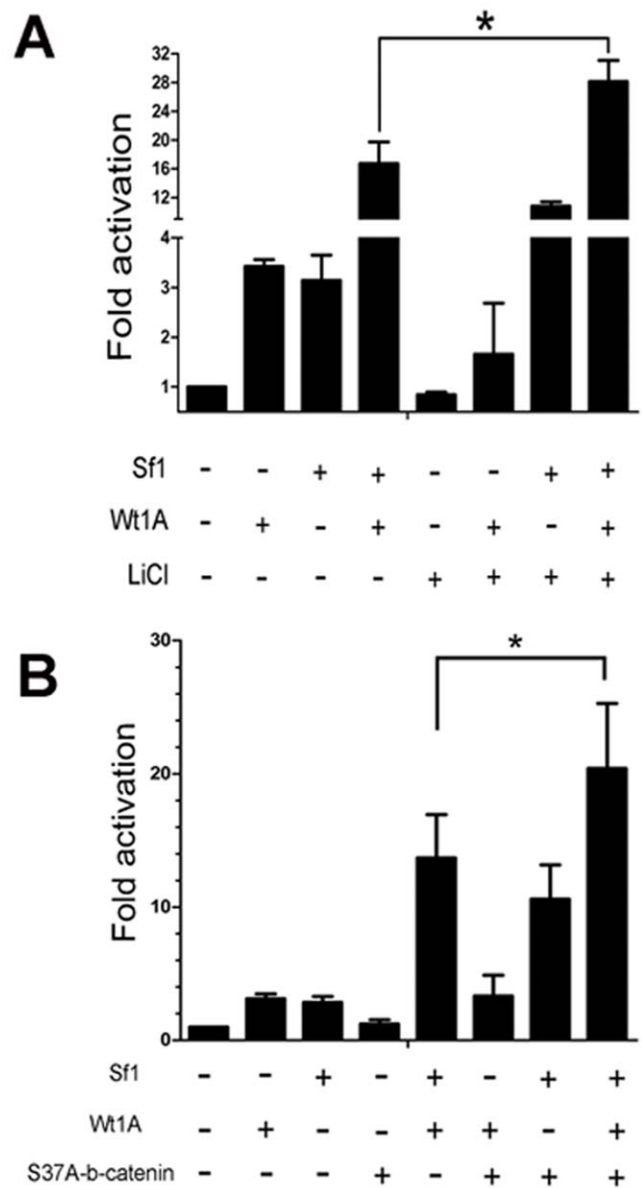 A
*
32
28
24
20
16
12
4
3
2
1
Fold activation
Sf1 - - + + - - + +
Wt1A - + - + - + - +
LiCl - - - - + + + +
B
*
30
20
10
0
Fold activation
Sf1 - - + - + - + +
Wt1A - + - - + + - +
S37A-b-catenin - - - + - + + +